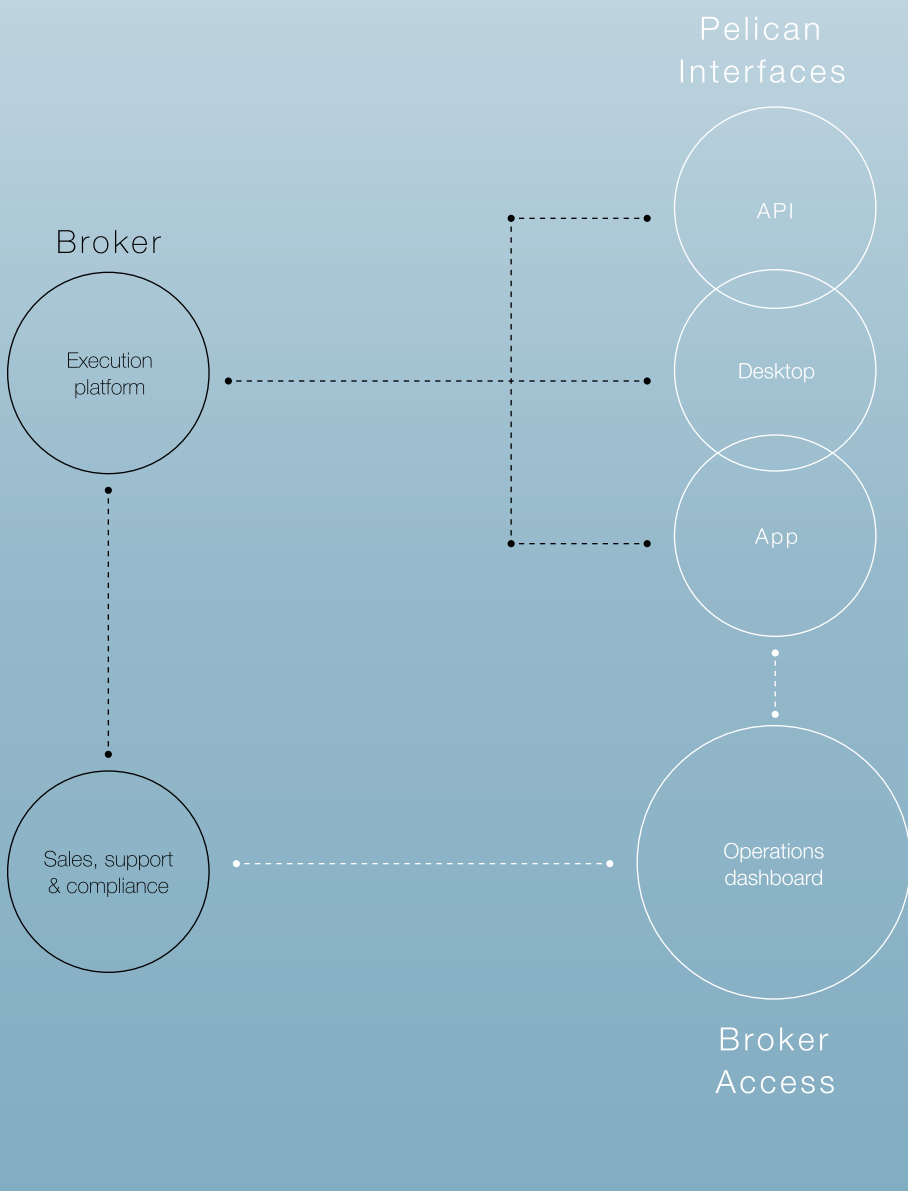 Pelican
Interfaces
API
Broker
Execution
platform
Desktop
App
Sales, support
& compliance
Operations
dashboard
Broker
Access